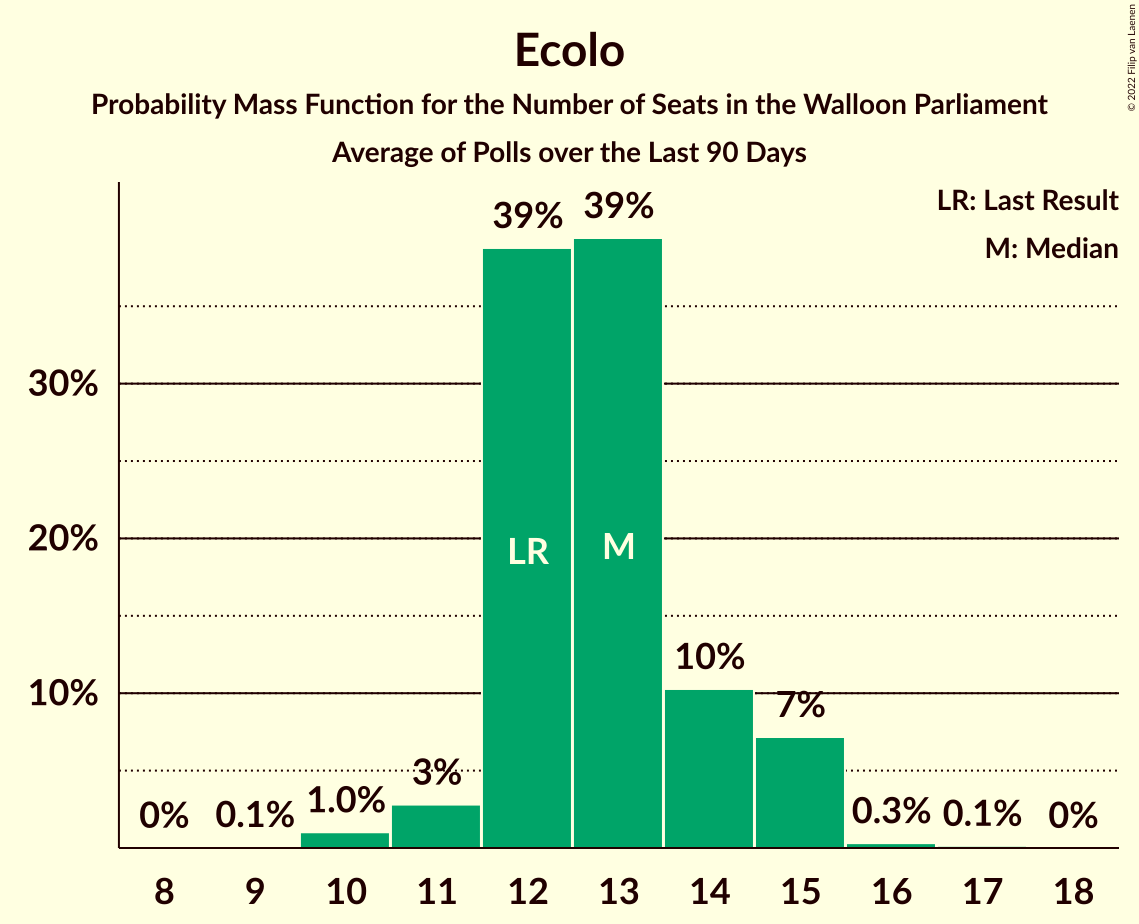 Ecolo
Probability Mass Function for the Number of Seats in the Walloon Parliament
Average of Polls over the Last 90 Days
© 2022 Filip van Laenen
LR: Last Result
M: Median
39% 39%
30%
20%
LR M
10%
10%
7%
3%
0% 0.1% 1.0% 0.3% 0.1% 0%
8 9 10 11 12 13 14 15 16 17 18